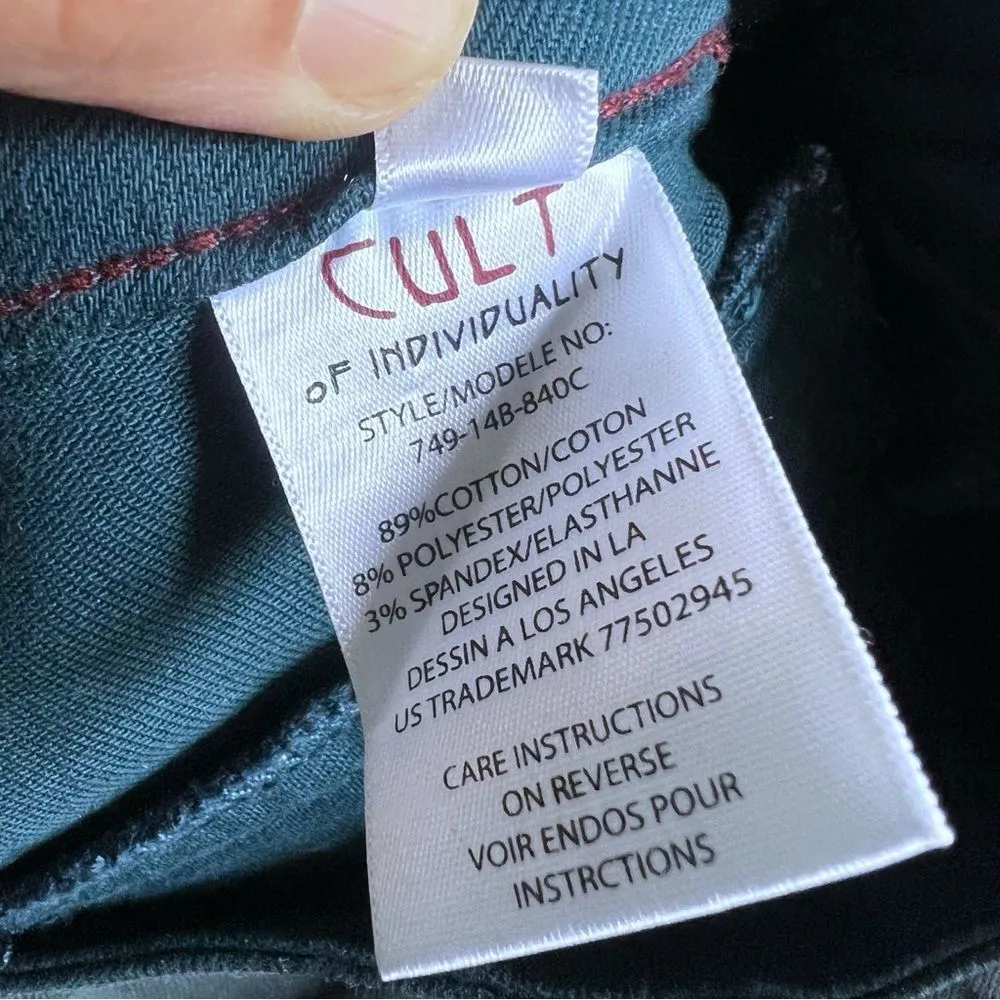 CULT
OF INDIVIDUALITY
STYLE/MODELE NO:
749-14B-840C
89%COTTON/COTON
8% POLYESTER/POLYESTER
3% SPANDEX/ELASTHANNE
DESIGNED IN LA
DESSIN A LOS ANGELES
US TRADEMARK 77502945
CARE INSTRUCTIONS
ON REVERSE
VOIR ENDOS POUR
INSTRCTIONS